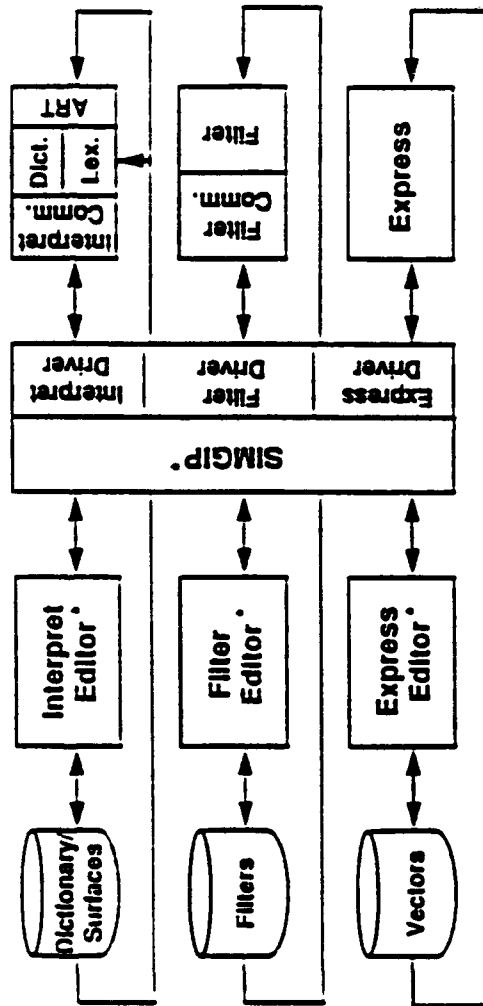 Dictionary/
Surfaces
Interpret
Editor*
SIMGIP*
Interpret
Driver
Interpret
Comm.
Dict.
Lex.
ART
Filters
Filter
Editor*
Filter
Driver
Filter
Comm.
Filter
Vectors
Express
Editor*
Express
Driver
Express